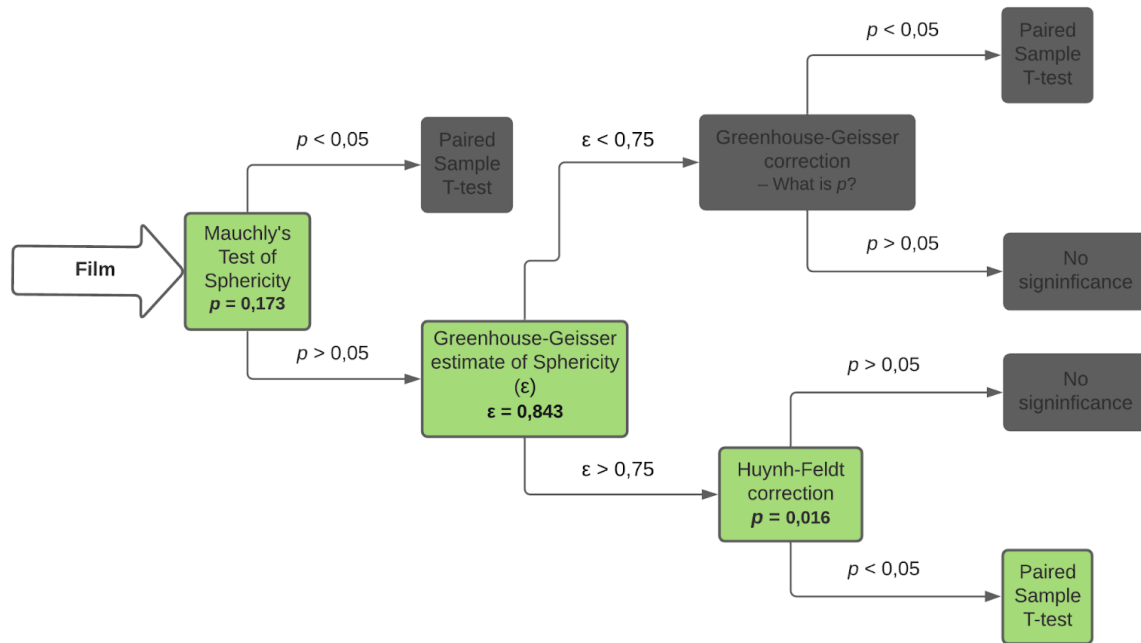 Film
Mauchly's
Test of
Sphericity
p = 0,173
p < 0,05
Paired
Sample
T-test
p > 0,05
Greenhouse-Geisser
estimate of Sphericity
(ε)
ε = 0,843
ε < 0,75
Greenhouse-Geisser
correction
– What is p?
p < 0,05
Paired
Sample
T-test
p > 0,05
No
signinficance
ε > 0,75
Huynh-Feldt
correction
p = 0,016
p > 0,05
No
signinficance
p < 0,05
Paired
Sample
T-test